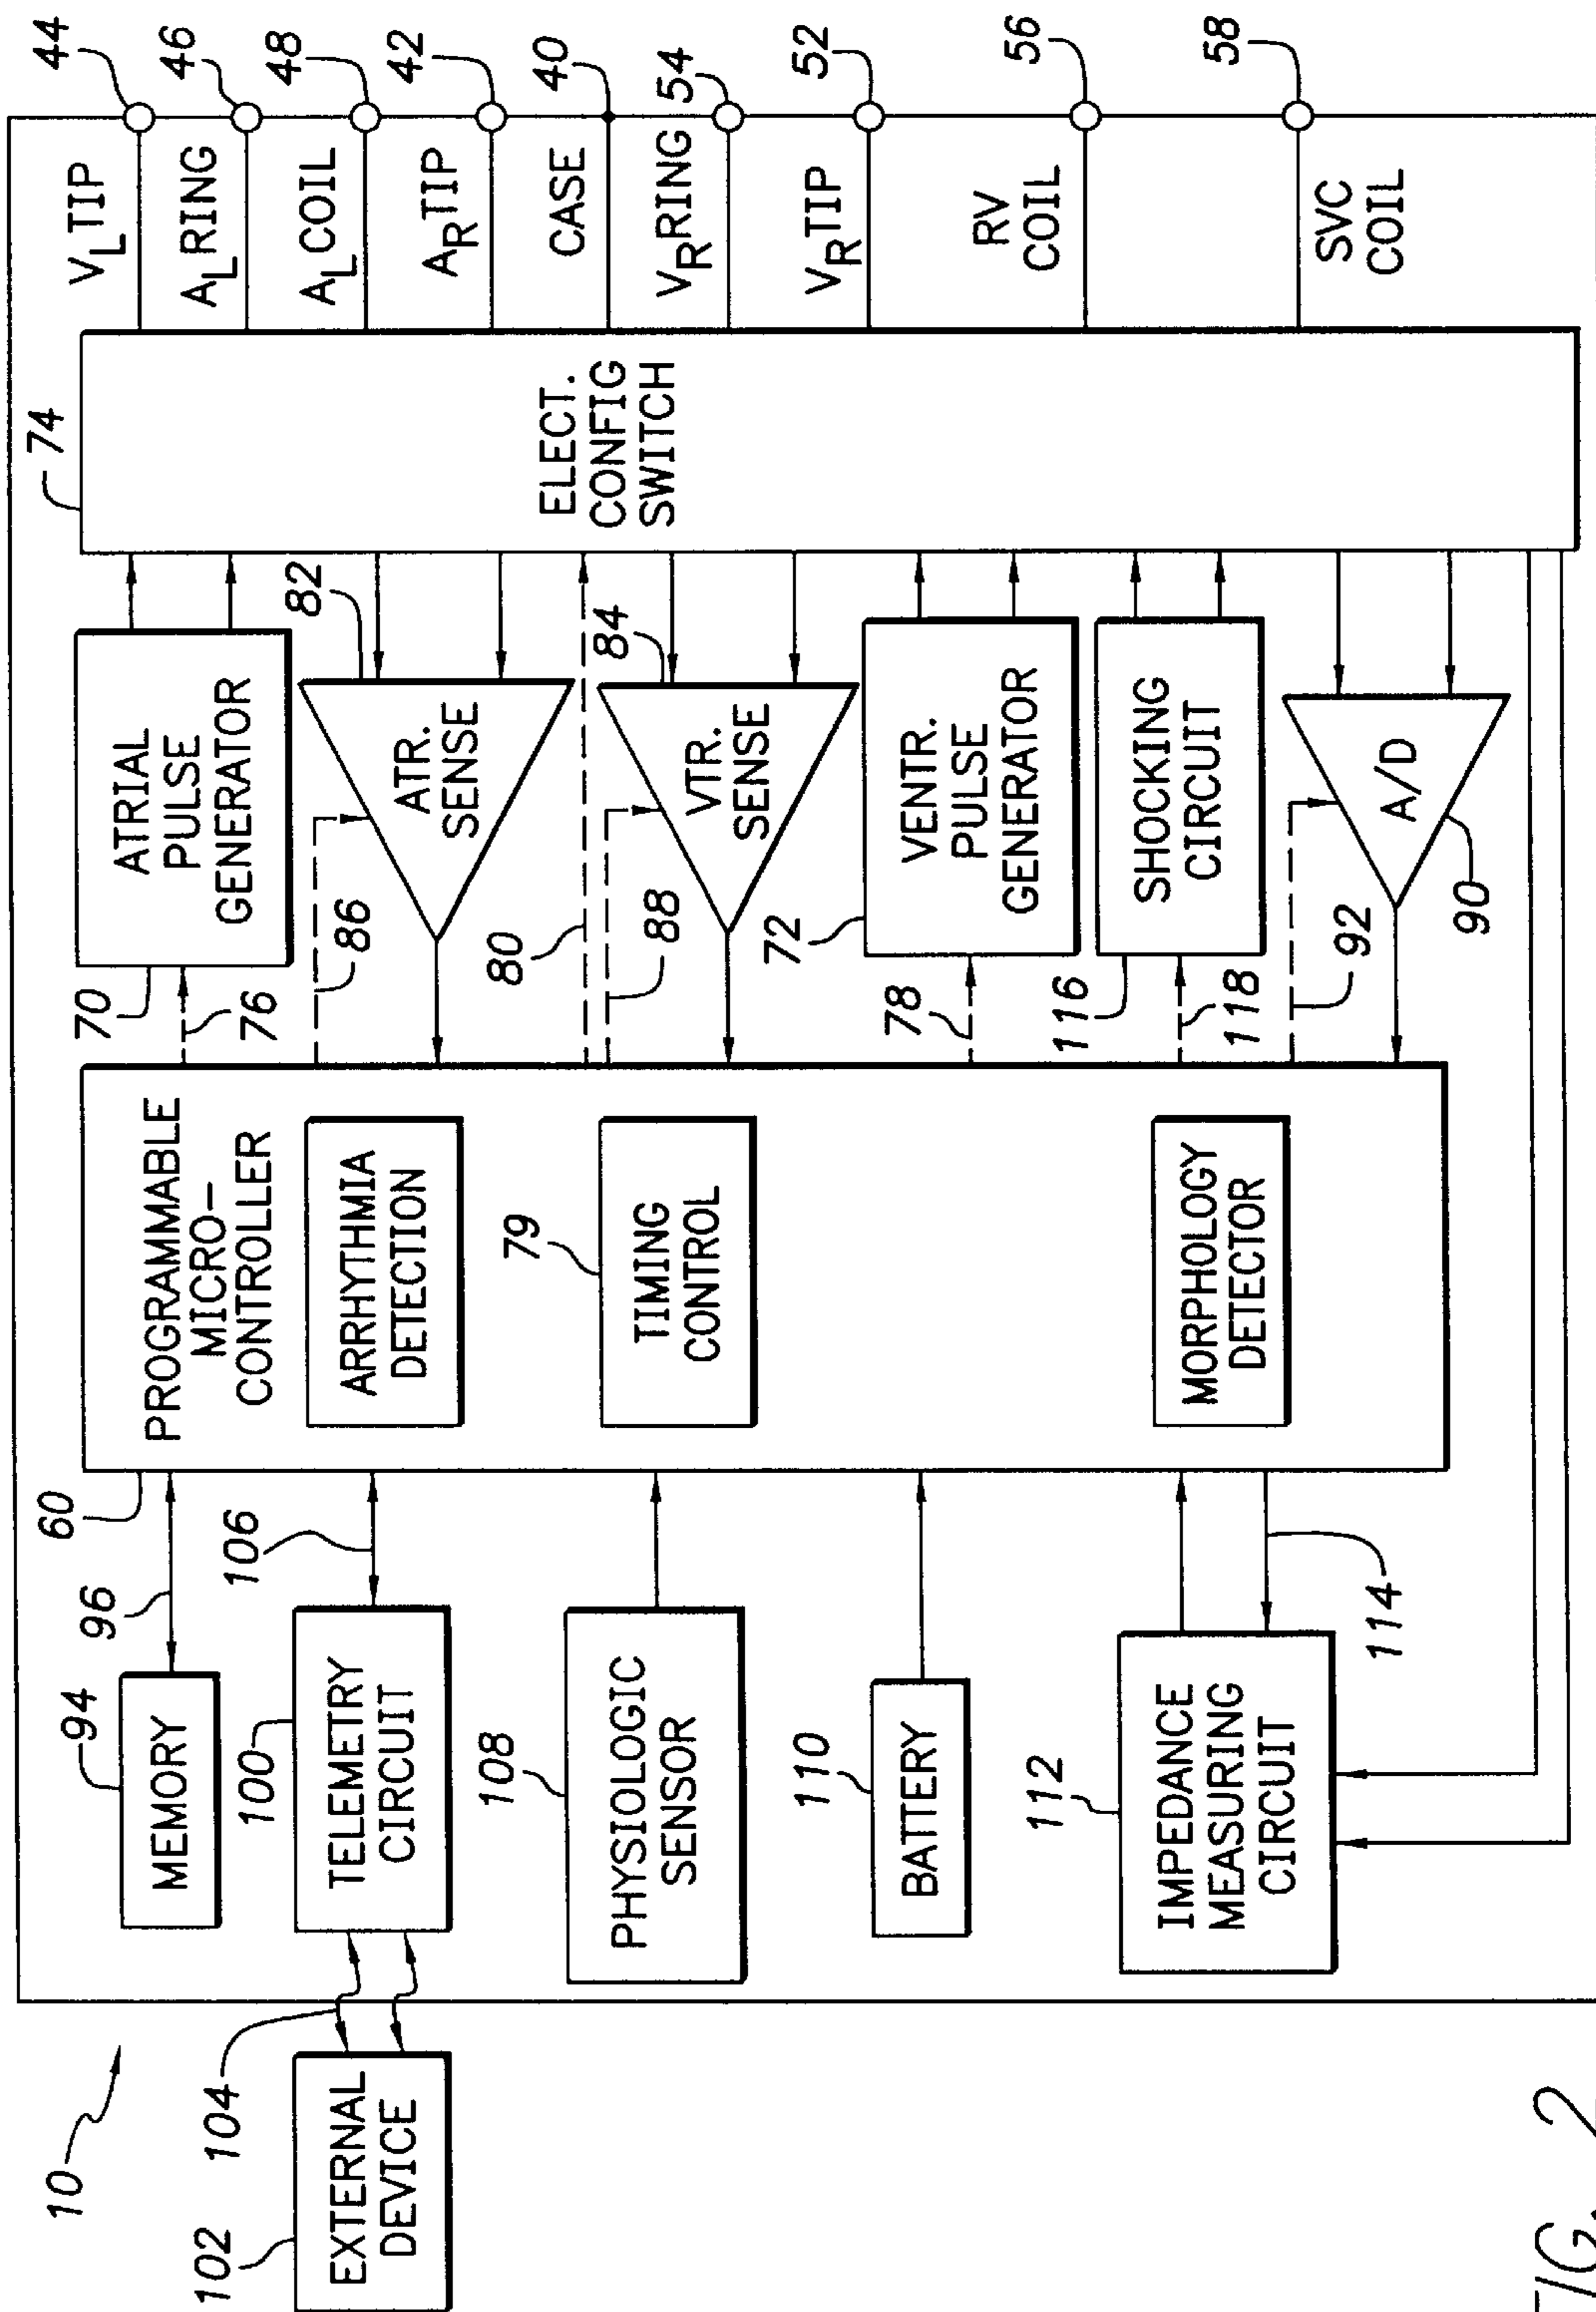 10
102
EXTERNAL
DEVICE
104
94
MEMORY
96
100
TELEMETRY
CIRCUIT
106
108
PHYSIOLOGIC
SENSOR
110
BATTERY
112
IMPEDANCE
MEASURING
CIRCUIT
114
60
PROGRAMMABLE
MICRO-
CONTROLLER
ARRHYTHMIA
DETECTION
79
TIMING
CONTROL
MORPHOLOGY
DETECTOR
70
76
ATRIAL
PULSE
GENERATOR
86
82
ATR.
SENSE
80
88
84
VTR.
SENSE
72
78
VENTR.
PULSE
GENERATOR
116
118
SHOCKING
CIRCUIT
92
90
A/D
74
ELECT.
CONFIG
SWITCH
VLTIP
44
ALRING
46
ALCOIL
48
ARTIP
42
CASE
40
VRRING
54
VRTIP
52
RV
COIL
56
SVC
COIL
58
FIG. 2